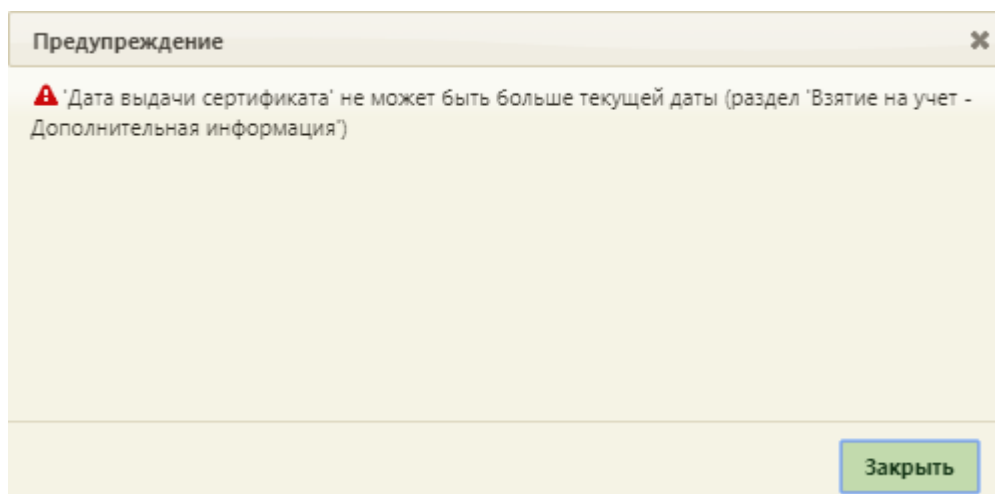 Предупреждение
'Дата выдачи сертификата' не может быть больше текущей даты (раздел 'Взятие на учет -
Дополнительная информация')
Закрыть